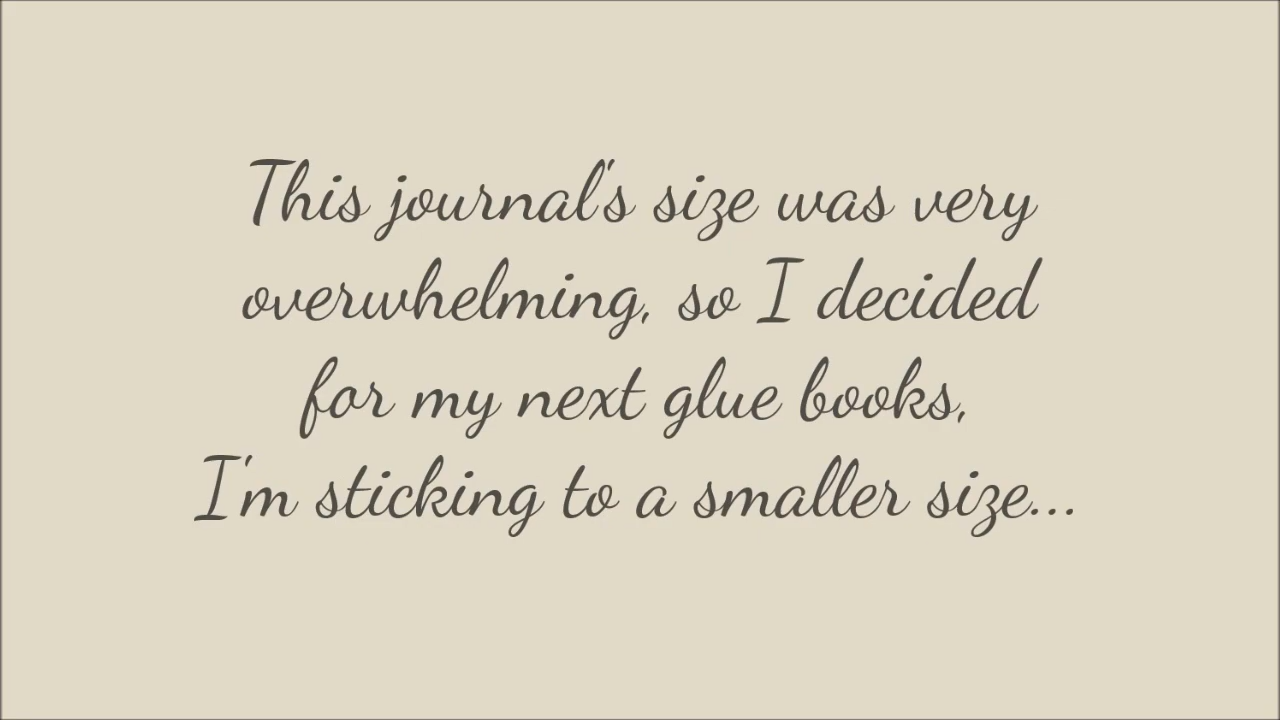 This journal's size was very
overwhelming, so I decided
for my next glue books,
I'm sticking to a smaller size...